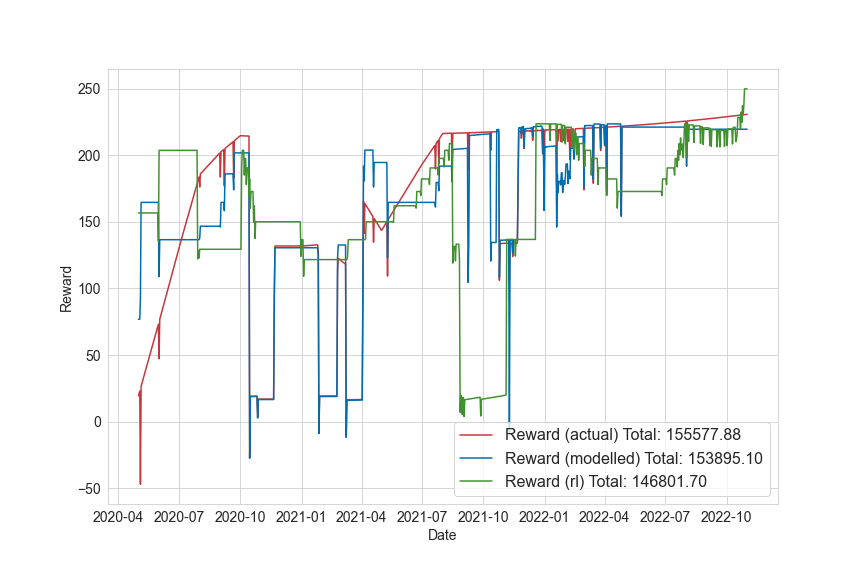 250
200
150
100
50
0
−50
Reward
2020-04 2020-07 2020-10 2021-01 2021-04 2021-07 2021-10 2022-01 2022-04 2022-07 2022-10
Date
Reward (actual) Total: 155577.88
Reward (modelled) Total: 153895.10
Reward (rl) Total: 146801.70